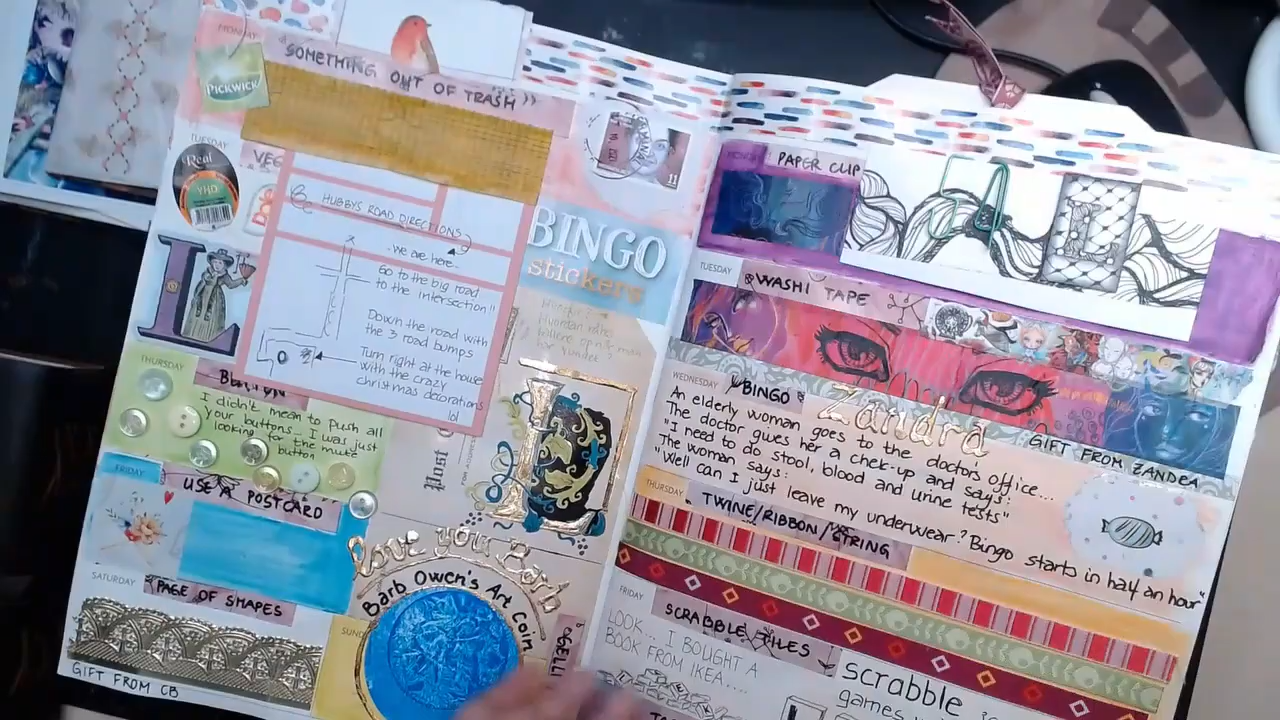 MONDAY
"SOMETHING OUT OF TRASH"
PICKWICK
TUESDAY
Real
YHD
VEG
HUBBYS ROAD DIRECTIONS
-we are here-
Go to the big road
to the intersection"
Down the road with
the 3 road bumps
Turn right at the house
with the crazy
christmas decorations
lol
L
11
BINGO
stickers
THURSDAY
I didn't mean to push all
your buttons... I was just
looking for the mute
button
FRIDAY
USE A POSTCARD
Post
L
SATURDAY
PAGE OF SHAPES
GIFT FROM CB
Love you Barb
Barb Owen's Art Coin
PAPER CLIP
L
TUESDAY
WASHI TAPE
WEDNESDAY
BINGO
Zandra
GIFT FROM ZANDEA
An elderly woman goes to the doctor's office...
The doctor gives her a chek-up and says:
"I need to do stool, blood and urine tests"
The woman says:
"Well can I just leave my underwear? Bingo starts in half an hour"
THURSDAY
TWINE/RIBBON/STRING
FRIDAY
SCRABBLE TILES
LOOK... I BOUGHT A
BOOK FROM IKEA....
Scrabble